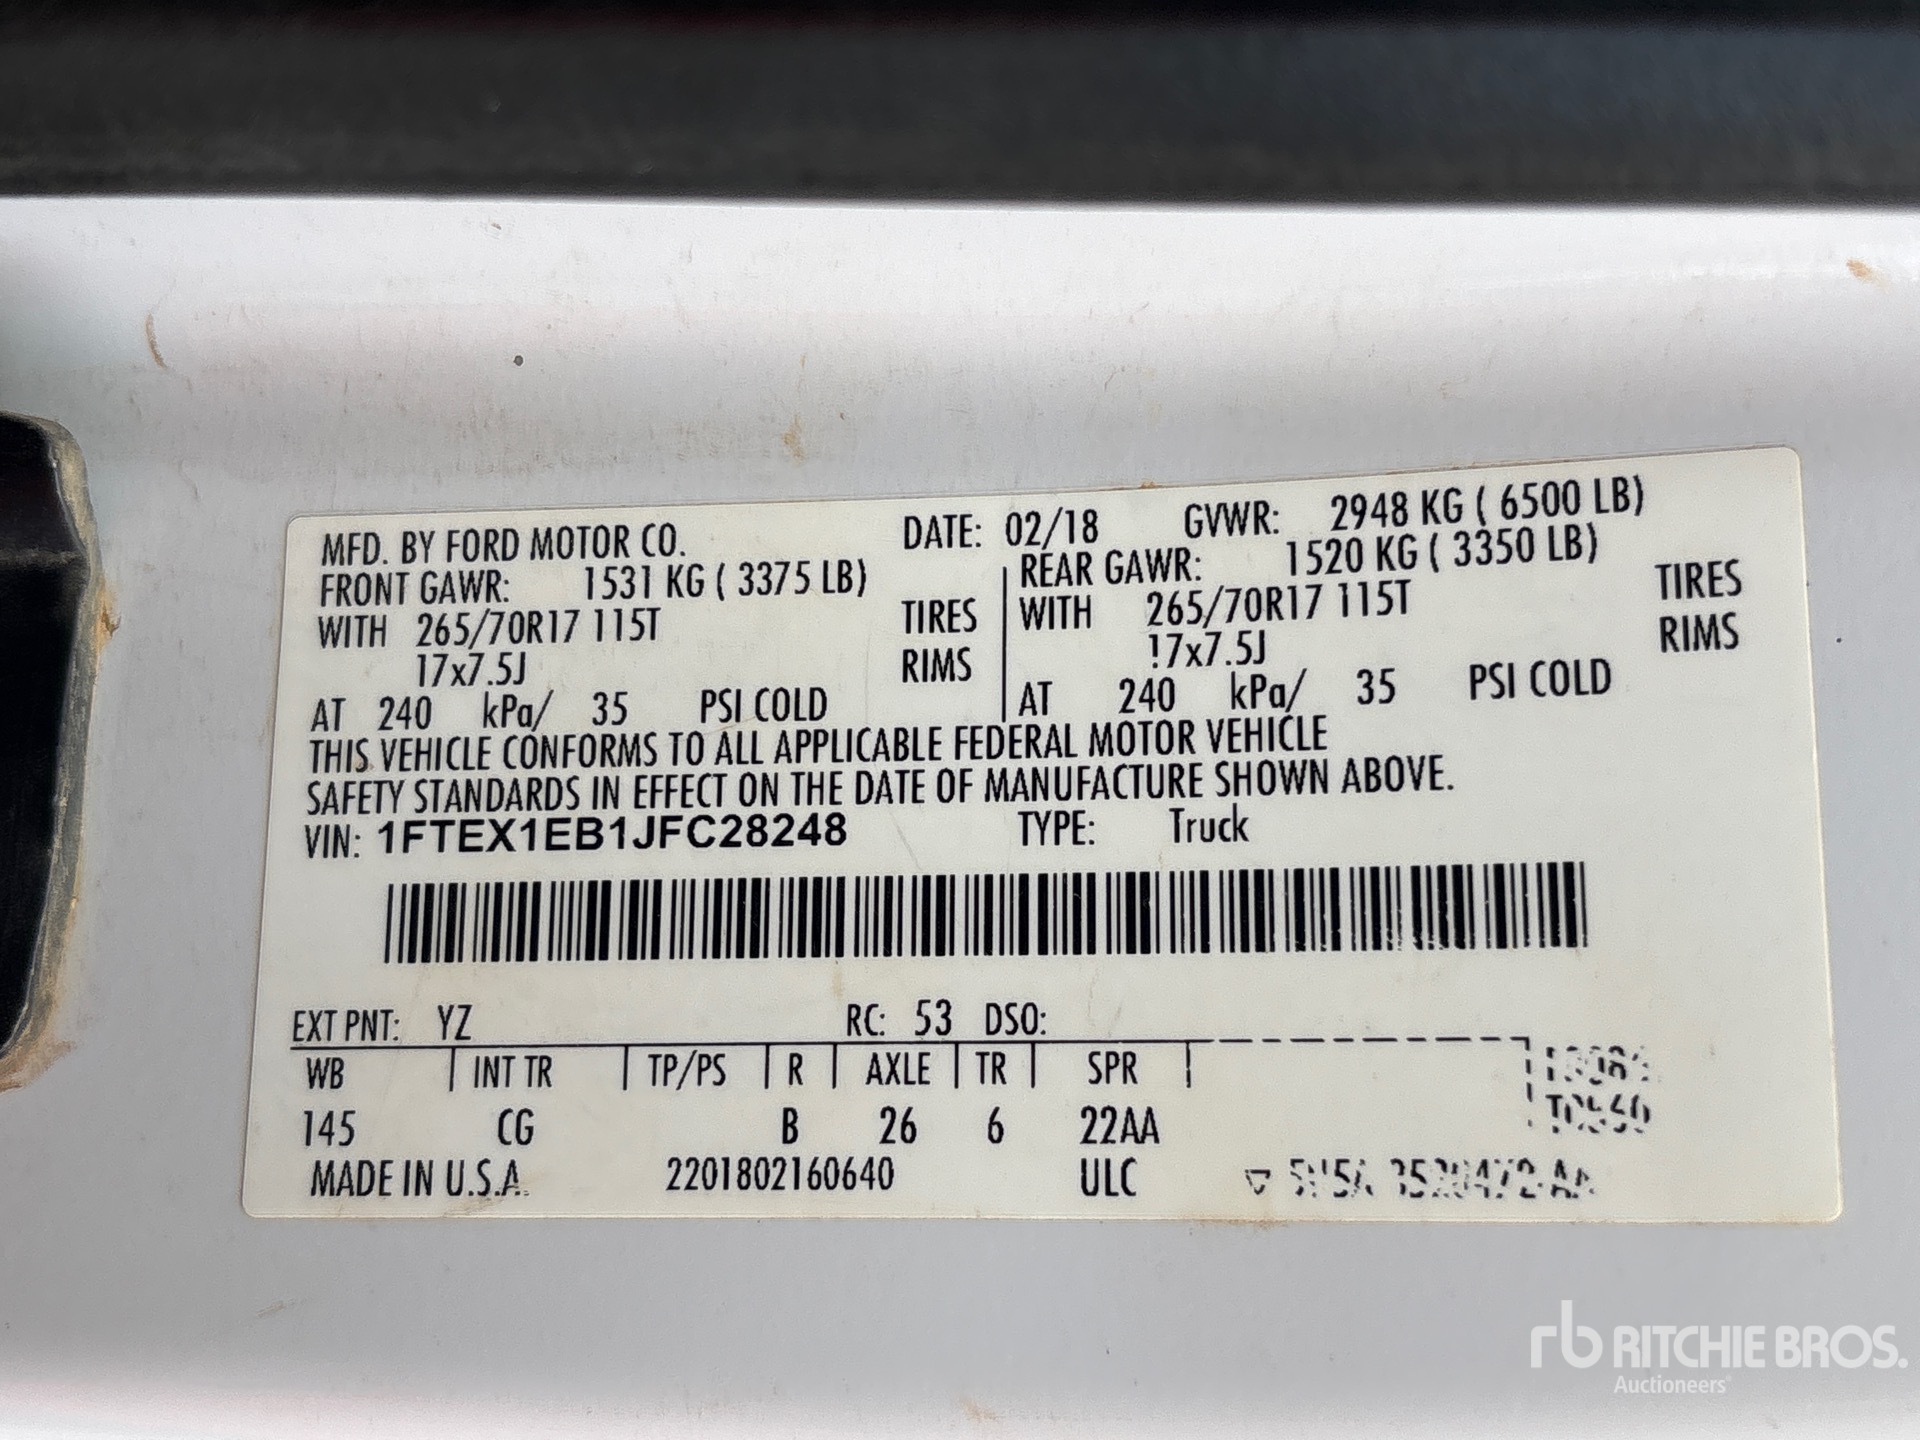 MFD. BY FORD MOTOR CO. DATE: 02/18 GVWR: 2948 KG ( 6500 LB)
FRONT GAWR: 1531 KG ( 3375 LB) REAR GAWR: 1520 KG ( 3350 LB)
WITH 265/70R17 115T TIRES WITH 265/70R17 115T TIRES
17x7.5J RIMS 17x7.5J RIMS
AT 240 kPa/ 35 PSI COLD AT 240 kPa/ 35 PSI COLD
THIS VEHICLE CONFORMS TO ALL APPLICABLE FEDERAL MOTOR VEHICLE
SAFETY STANDARDS IN EFFECT ON THE DATE OF MANUFACTURE SHOWN ABOVE.
VIN: 1FTEX1EB1JFC28248 TYPE: Truck
EXT PNT: YZ RC: 53 DSO:
WB INT TR TP/PS R AXLE TR SPR
145 CG B 26 6 22AA
MADE IN U.S.A. 2201802160640 ULC
rb RITCHIE BROS.
Auctioneers